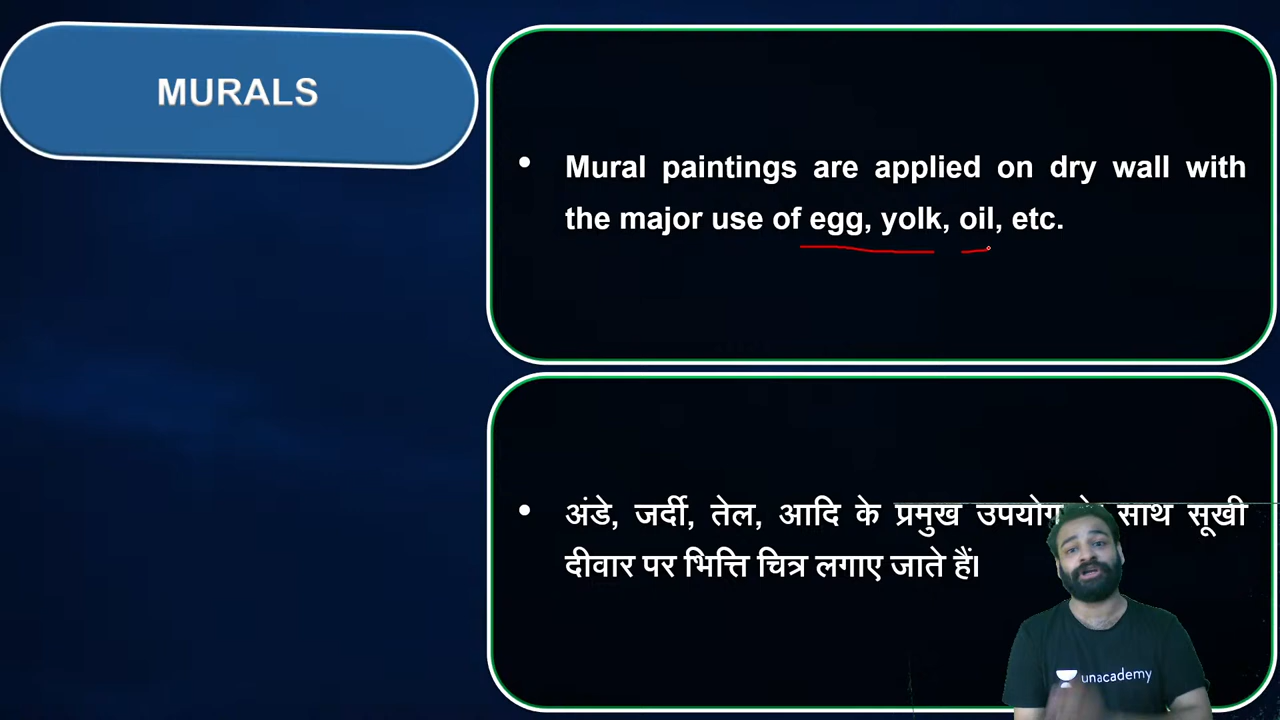 MURALS
• Mural paintings are applied on dry wall with
the major use of egg, yolk, oil, etc.
• अंडे, जर्दी, तेल, आदि के प्रमुख उपयोग के साथ सूखी
दीवार पर भित्ति चित्र लगाए जाते हैं।
unacademy